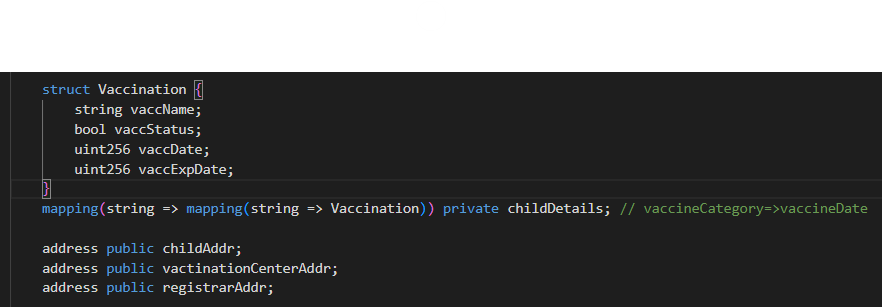 struct Vaccination {
string vaccName;
bool vaccStatus;
uint256 vaccDate;
uint256 vaccExpDate;
}
mapping(string => mapping(string => Vaccination)) private childDetails; // vaccineCategory=>vaccineDate
address public childAddr;
address public vactinationCenterAddr;
address public registrarAddr;